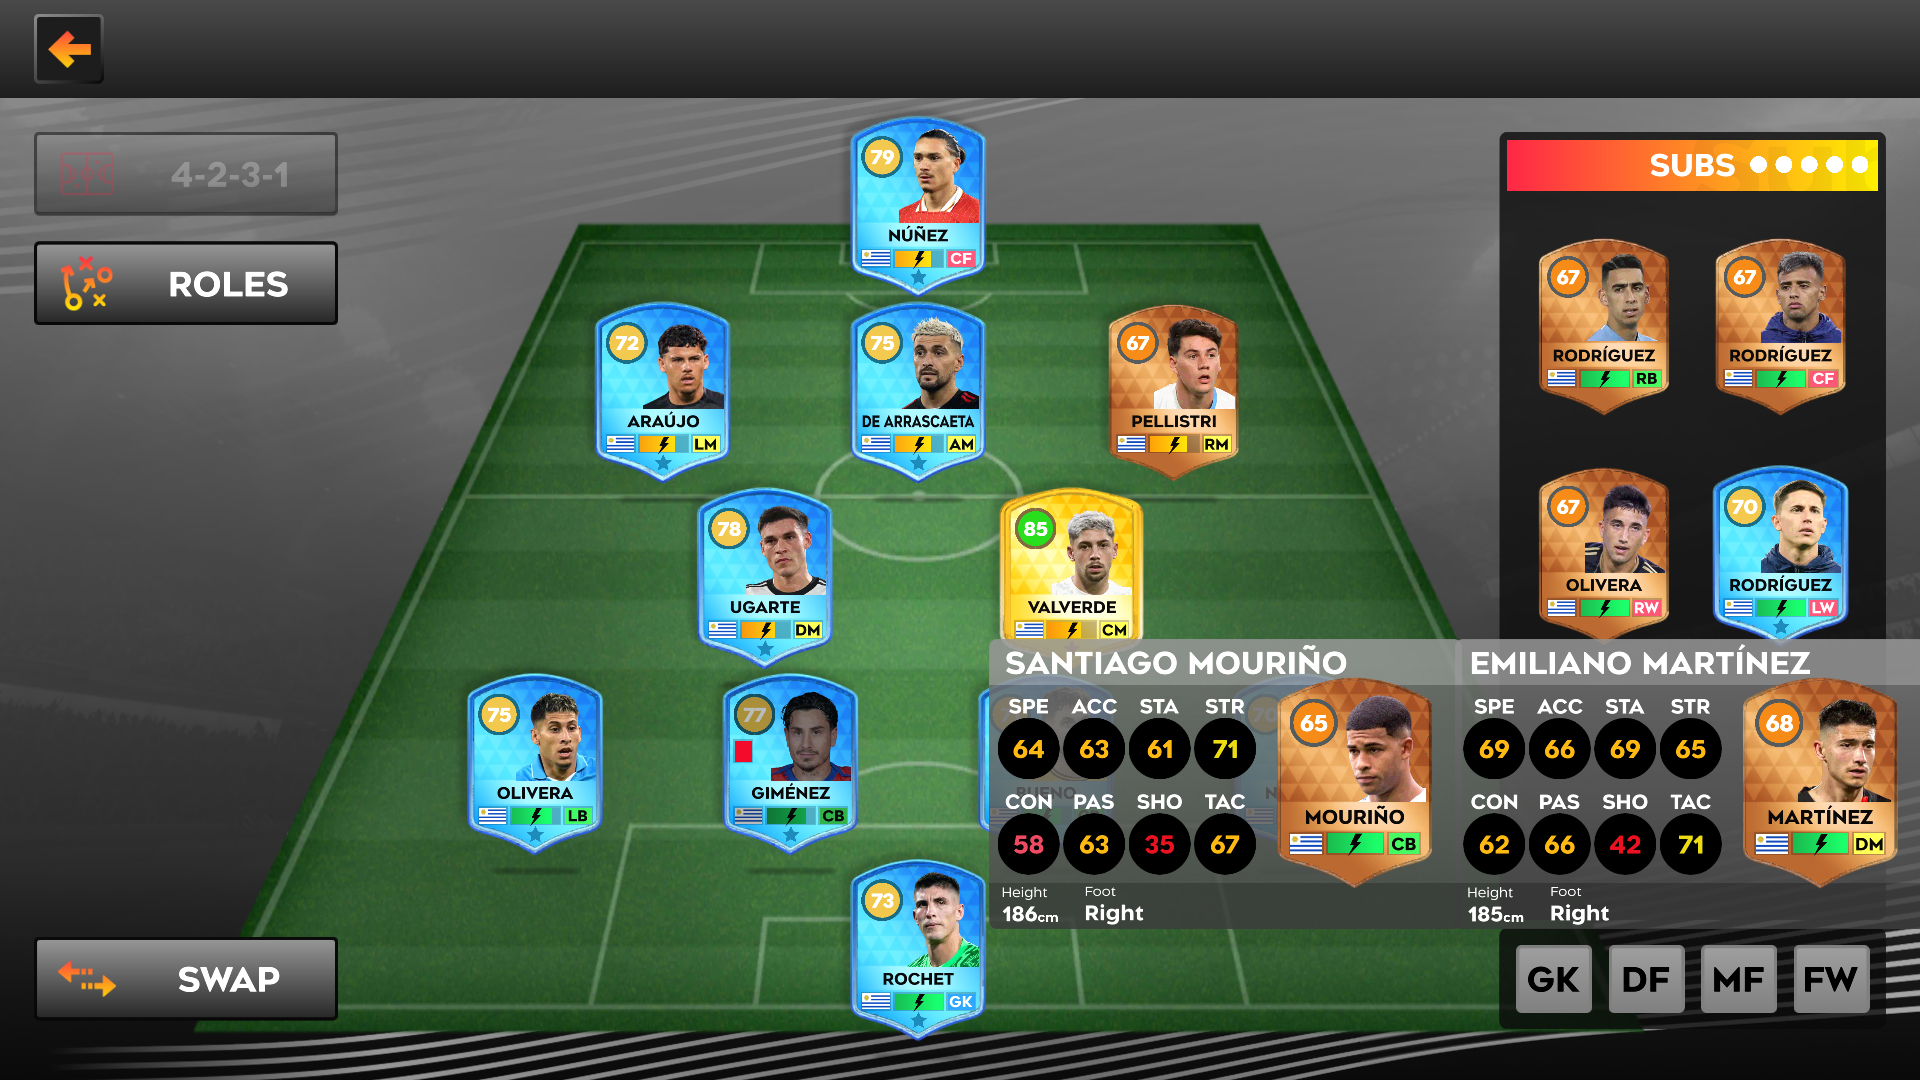 4-2-3-1
ROLES
SWAP
79
NÚÑEZ
CF
72
ARAÚJO
LM
75
DE ARRASCAETA
AM
67
PELLISTRI
RM
78
UGARTE
DM
85
VALVERDE
CM
75
OLIVERA
LB
77
GIMÉNEZ
CB
BUENO
73
ROCHET
GK
SUBS
67
RODRÍGUEZ
RB
67
RODRÍGUEZ
CF
67
OLIVERA
RW
70
RODRÍGUEZ
LW
SANTIAGO MOURIÑO
SPE ACC STA STR
64 63 61 71
CON PAS SHO TAC
58 63 35 67
Height Foot
186cm Right
65
MOURIÑO
CB
EMILIANO MARTÍNEZ
SPE ACC STA STR
69 66 69 65
CON PAS SHO TAC
62 66 42 71
Height Foot
185cm Right
68
MARTÍNEZ
DM
GK DF MF FW